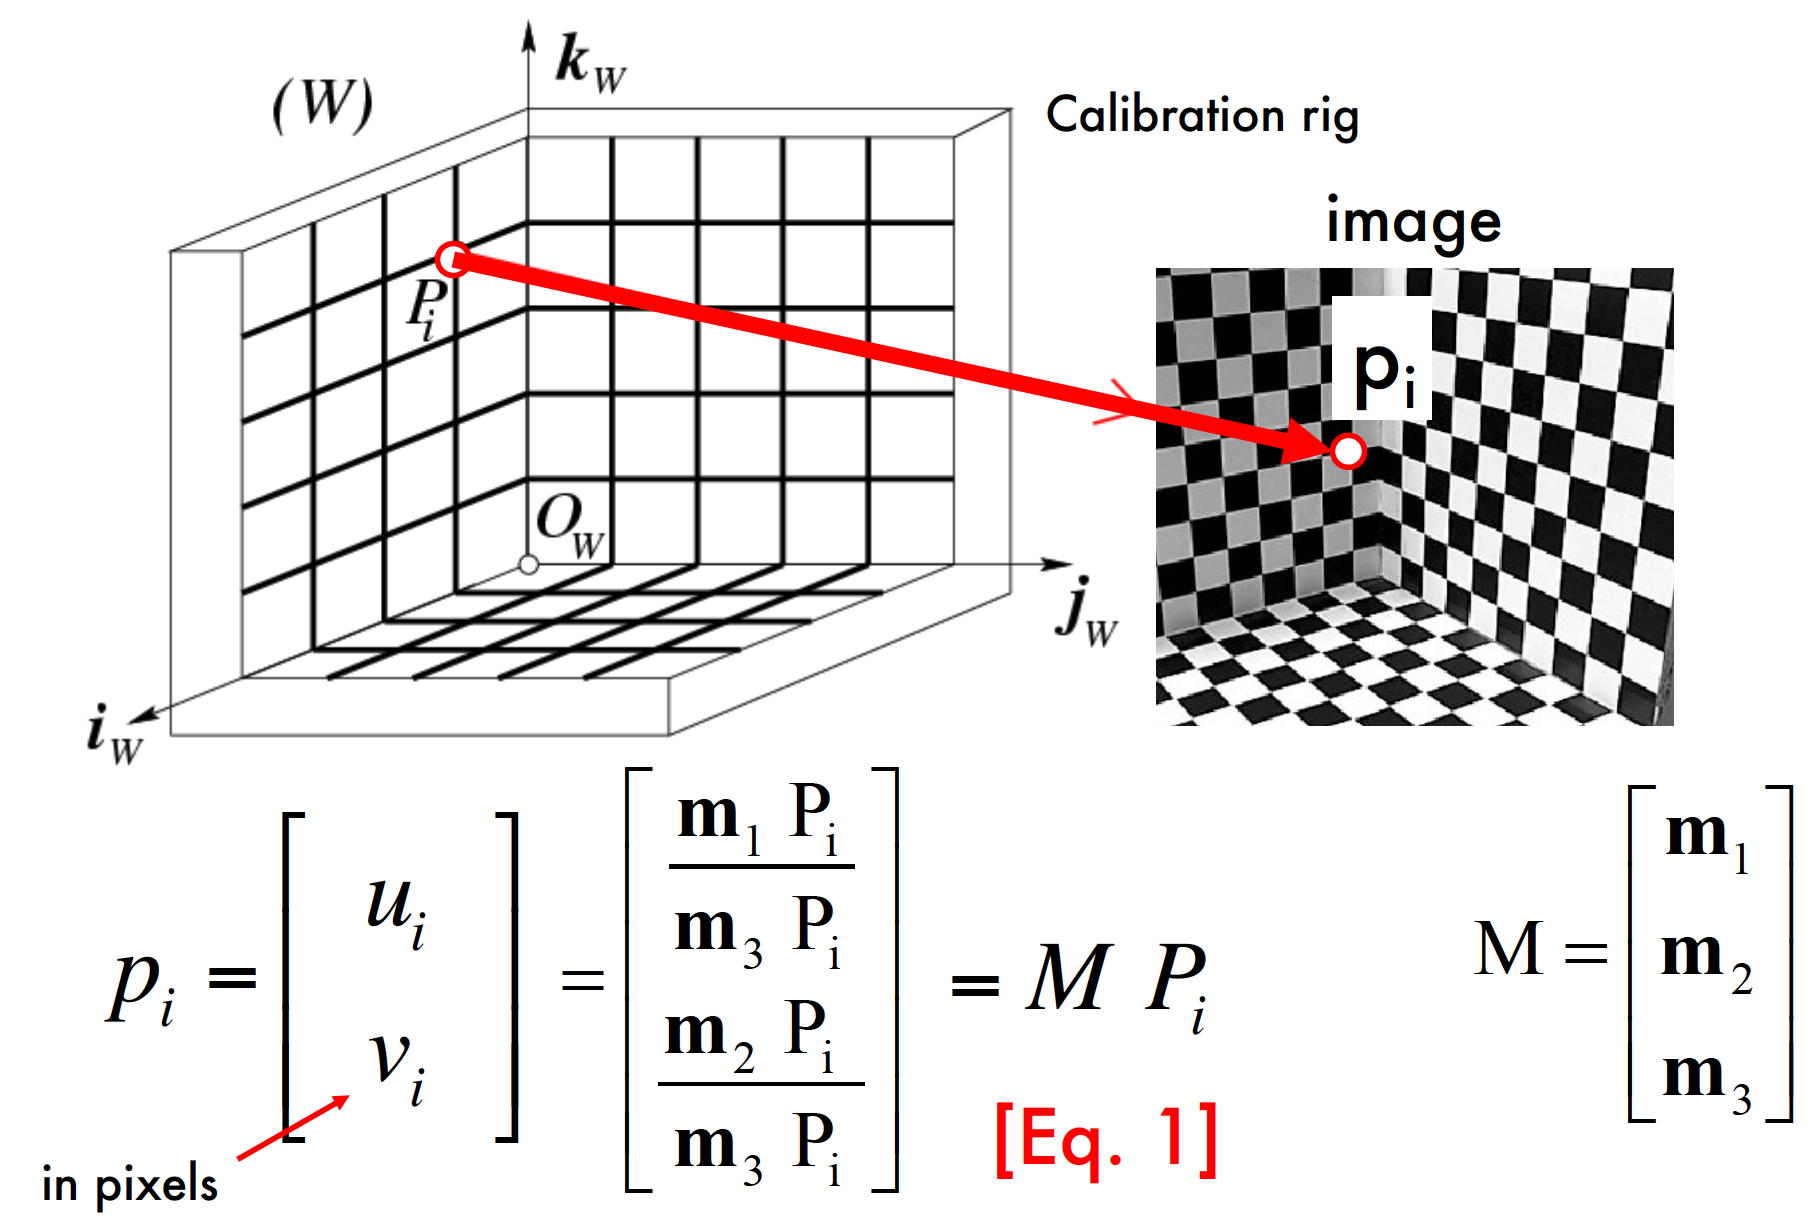 k_W
(W)
Calibration rig
image
P_i
p_i
O_W
j_W
i_W
p_i = [ u_i v_i ] = [ m_1 P_i / m_3 P_i m_2 P_i / m_3 P_i ] = M P_i
M = [ m_1 m_2 m_3 ]
[Eq. 1]
in pixels